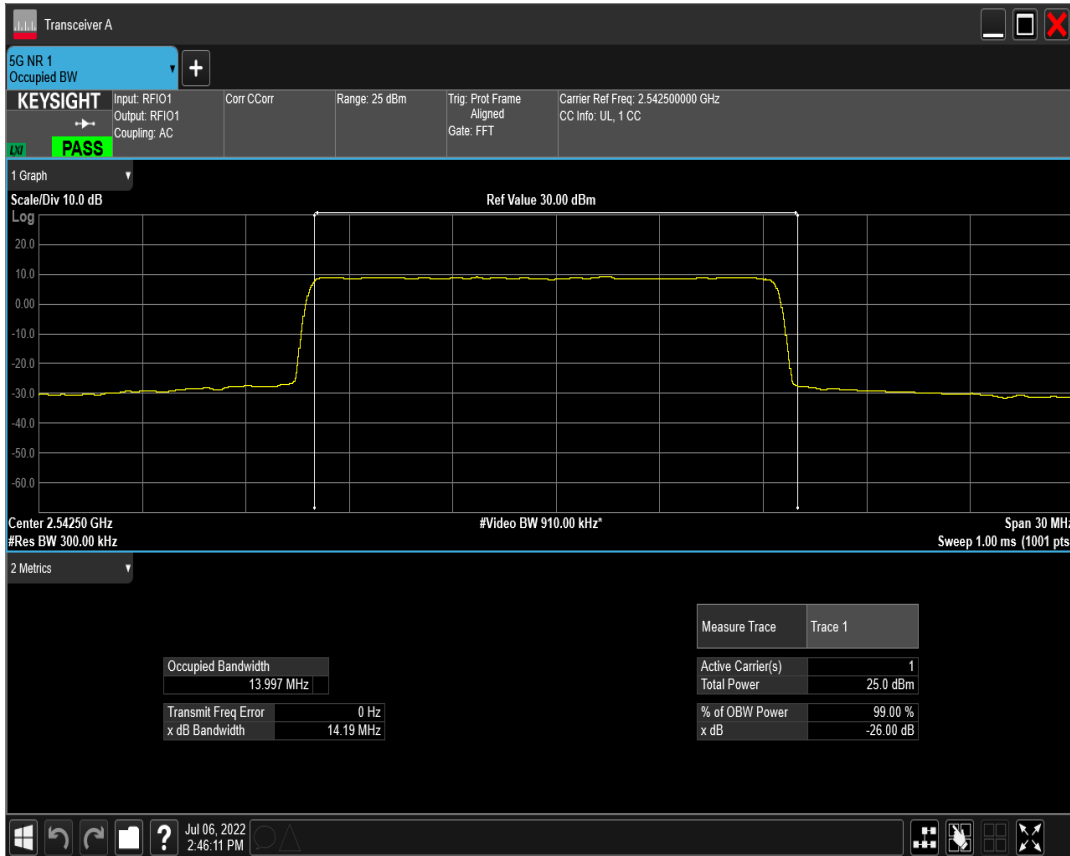 Transceiver A
5G NR 1
Occupied BW
KEYSIGHT
LXI
PASS
Input: RFIO1
Output: RFIO1
Coupling: AC
Corr CCorr
Range: 25 dBm
Trig: Prot Frame
Aligned
Gate: FFT
Carrier Ref Freq: 2.542500000 GHz
CC Info: UL, 1 CC
1 Graph
Scale/Div 10.0 dB
Ref Value 30.00 dBm
Log
20.0
10.0
0.00
-10.0
-20.0
-30.0
-40.0
-50.0
-60.0
Center 2.54250 GHz
#Video BW 910.00 kHz*
Span 30 MHz
#Res BW 300.00 kHz
Sweep 1.00 ms (1001 pts
2 Metrics
Measure Trace Trace 1
Occupied Bandwidth
13.997 MHz
Active Carrier(s) 1
Total Power 25.0 dBm
Transmit Freq Error 0 Hz
x dB Bandwidth 14.19 MHz
% of OBW Power 99.00 %
x dB -26.00 dB
?
Jul 06, 2022
2:46:11 PM